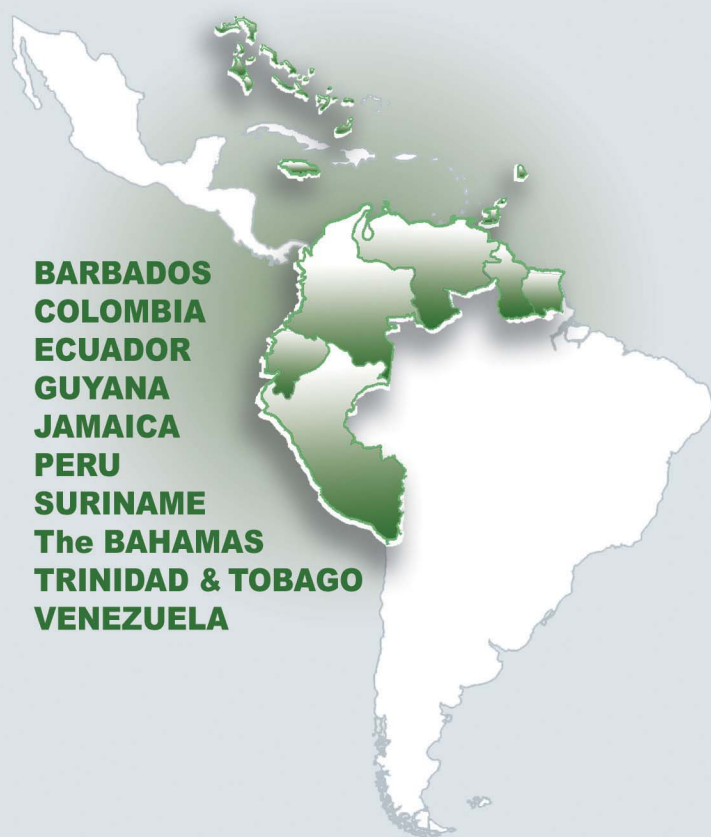 BARBADOS
COLOMBIA
ECUADOR
GUYANA
JAMAICA
PERU
SURINAME
The BAHAMAS
TRINIDAD & TOBAGO
VENEZUELA